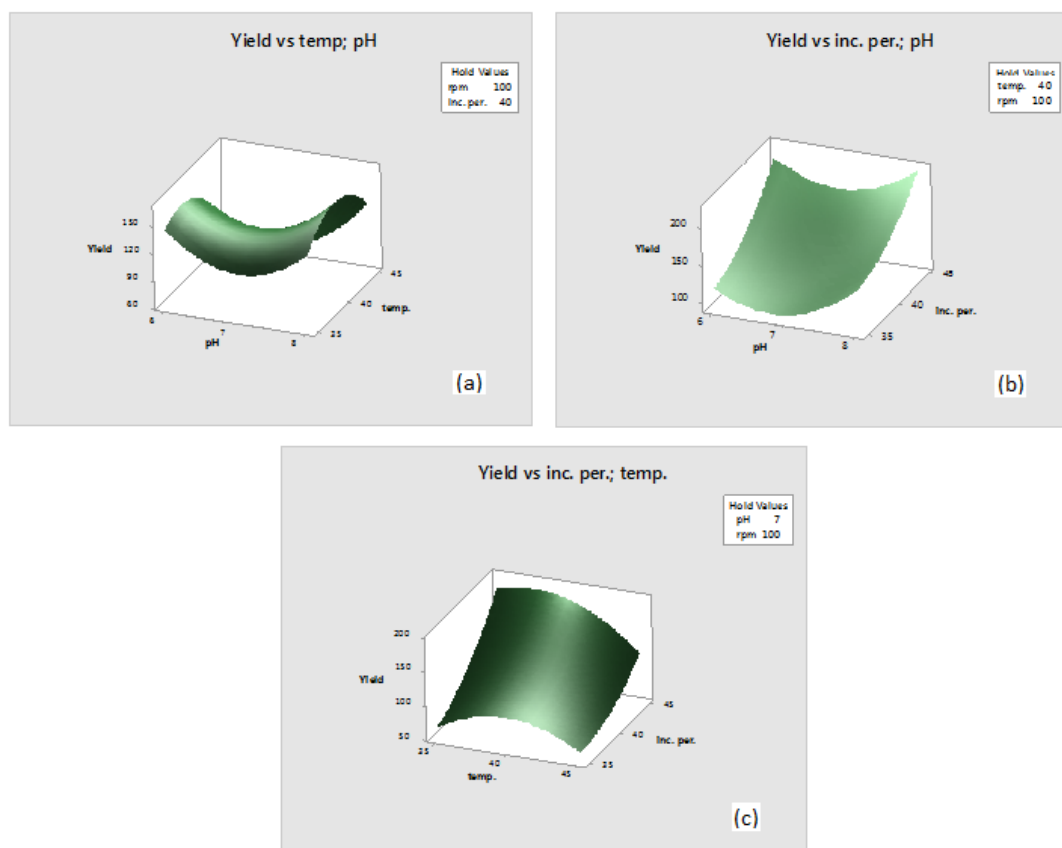 Yield vs temp; pH
Hold Values
rpm 100
Inc. per. 40
150
120
90
60
Yield
6
7
8
pH
35
40
45
temp.
(a)
Yield vs inc. per.; pH
Hold Values
temp. 40
rpm 100
200
150
100
Yield
6
7
8
pH
35
40
45
Inc. per.
(b)
Yield vs inc. per.; temp.
Hold Values
pH 7
rpm 100
200
150
100
50
Yield
35
40
45
temp.
35
40
45
Inc. per.
(c)